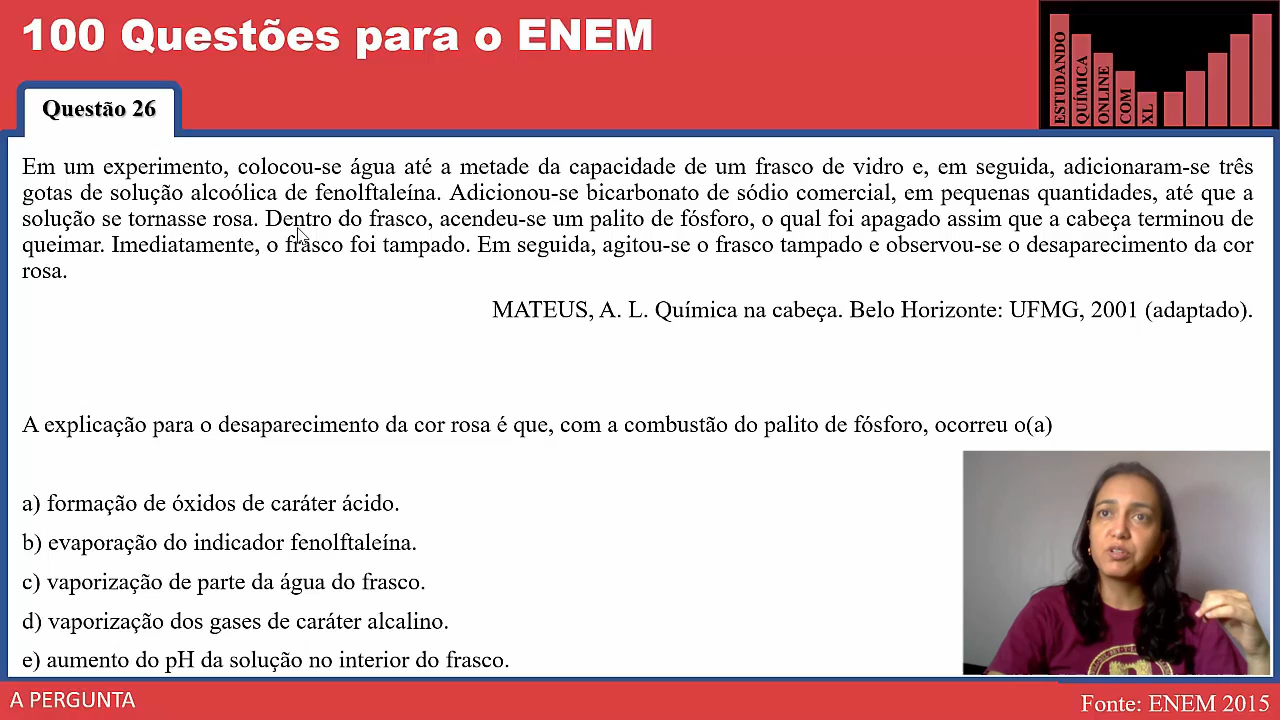 100 Questões para o ENEM
ESTUDANDO
QUÍMICA
ONLINE
COM
XL
Questão 26
Em um experimento, colocou-se água até a metade da capacidade de um frasco de vidro e, em seguida, adicionaram-se três
gotas de solução alcoólica de fenolftaleína. Adicionou-se bicarbonato de sódio comercial, em pequenas quantidades, até que a
solução se tornasse rosa. Dentro do frasco, acendeu-se um palito de fósforo, o qual foi apagado assim que a cabeça terminou de
queimar. Imediatamente, o frasco foi tampado. Em seguida, agitou-se o frasco tampado e observou-se o desaparecimento da cor
rosa.
MATEUS, A. L. Química na cabeça. Belo Horizonte: UFMG, 2001 (adaptado).
A explicação para o desaparecimento da cor rosa é que, com a combustão do palito de fósforo, ocorreu o(a)
a) formação de óxidos de caráter ácido.
b) evaporação do indicador fenolftaleína.
c) vaporização de parte da água do frasco.
d) vaporização dos gases de caráter alcalino.
e) aumento do pH da solução no interior do frasco.
A PERGUNTA
Fonte: ENEM 2015